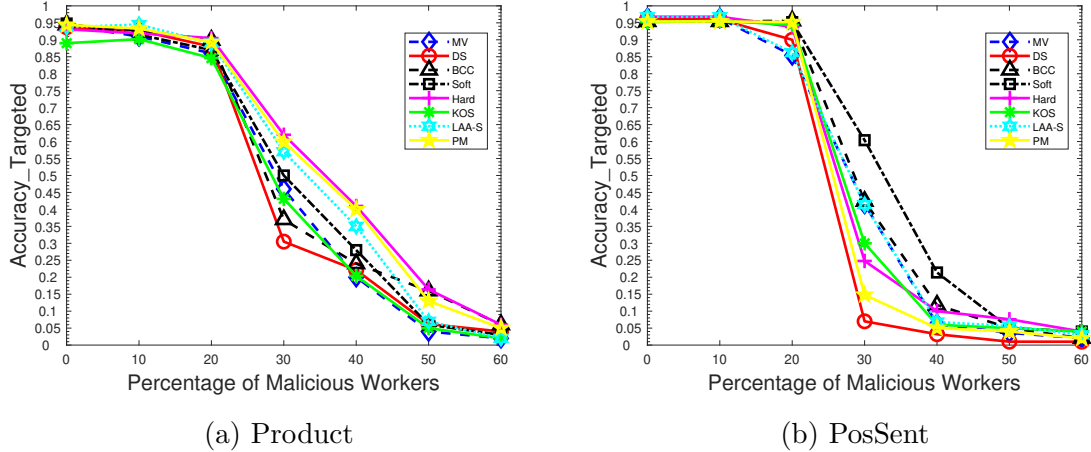 1
0.95
0.9
0.85
0.8
0.75
0.7
0.65
0.6
0.55
0.5
0.45
0.4
0.35
0.3
0.25
0.2
0.15
0.1
0.05
0
Accuracy_Targeted
MV
DS
BCC
Soft
Hard
KOS
LAA-S
PM
0 10 20 30 40 50 60
Percentage of Malicious Workers
(a) Product
1
0.95
0.9
0.85
0.8
0.75
0.7
0.65
0.6
0.55
0.5
0.45
0.4
0.35
0.3
0.25
0.2
0.15
0.1
0.05
0
Accuracy_Targeted
MV
DS
BCC
Soft
Hard
KOS
LAA-S
PM
0 10 20 30 40 50 60
Percentage of Malicious Workers
(b) PosSent